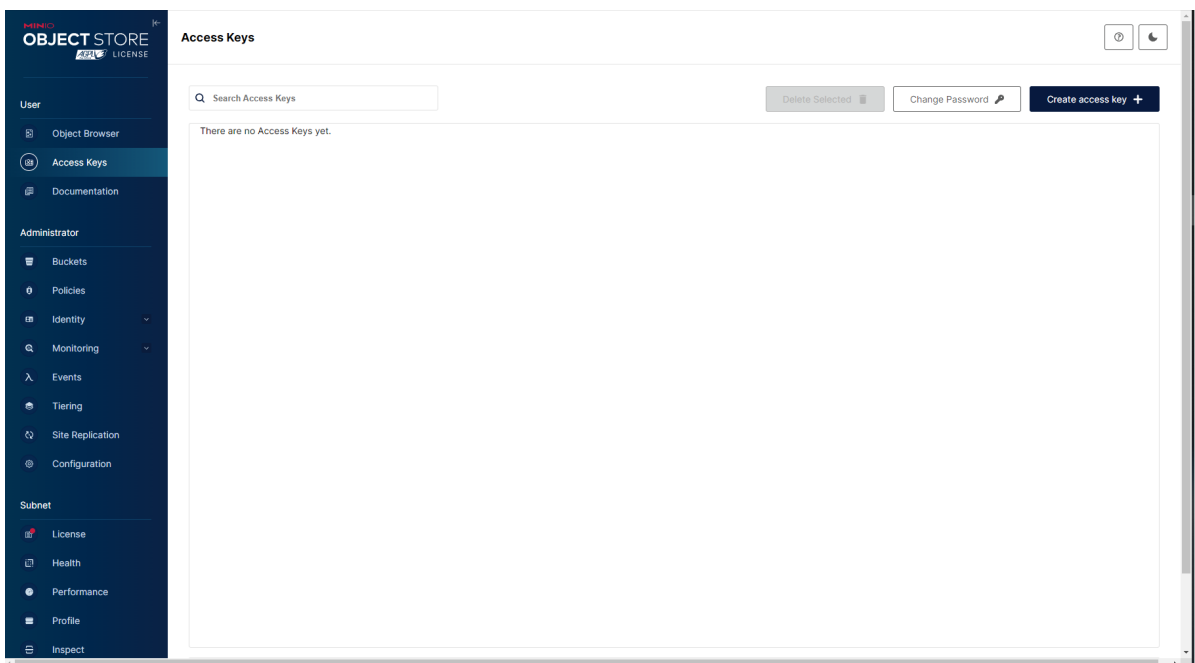 MINIO
OBJECT STORE
AGPLv3 LICENSE
Access Keys
User
Search Access Keys
Delete Selected
Change Password
Create access key
Object Browser
There are no Access Keys yet.
Access Keys
Documentation
Administrator
Buckets
Policies
Identity
Monitoring
Events
Tiering
Site Replication
Configuration
Subnet
License
Health
Performance
Profile
Inspect